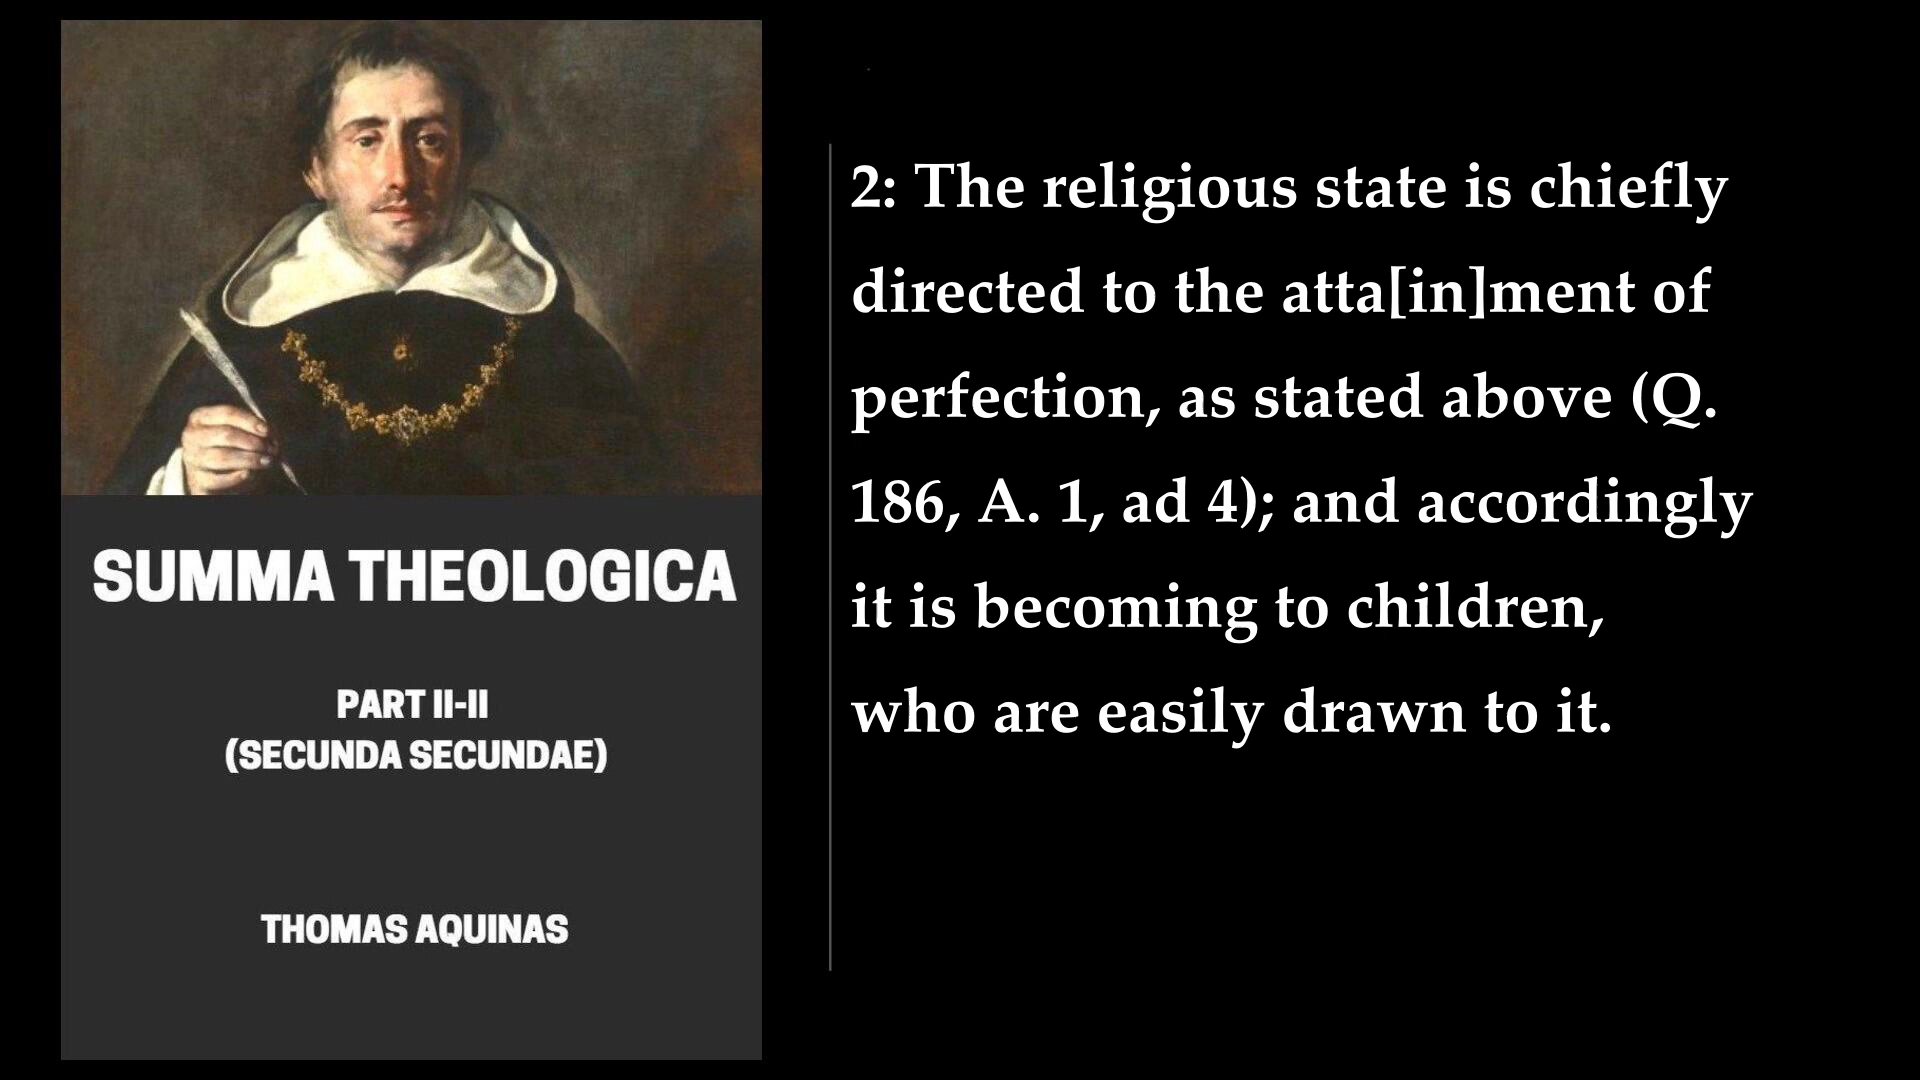 SUMMA THEOLOGICA
PART II-II
(SECUNDA SECUNDAE)
THOMAS AQUINAS
2: The religious state is chiefly
directed to the atta[in]ment of
perfection, as stated above (Q.
186, A. 1, ad 4); and accordingly
it is becoming to children,
who are easily drawn to it.